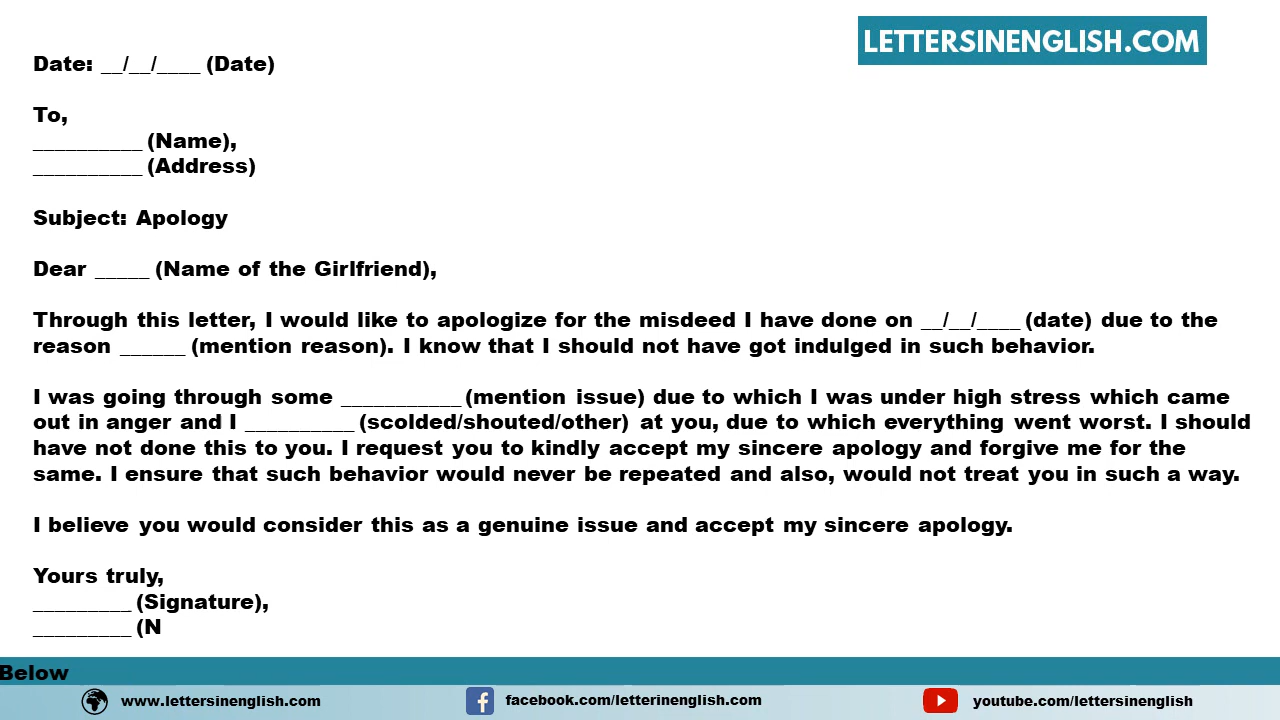 LETTERSINENGLISH.COM
Date: __/__/____ (Date)
To,
__________ (Name),
__________ (Address)
Subject: Apology
Dear _____ (Name of the Girlfriend),
Through this letter, I would like to apologize for the misdeed I have done on __/__/____ (date) due to the
reason ______ (mention reason). I know that I should not have got indulged in such behavior.
I was going through some ___________ (mention issue) due to which I was under high stress which came
out in anger and I __________ (scolded/shouted/other) at you, due to which everything went worst. I should
have not done this to you. I request you to kindly accept my sincere apology and forgive me for the
same. I ensure that such behavior would never be repeated and also, would not treat you in such a way.
I believe you would consider this as a genuine issue and accept my sincere apology.
Yours truly,
_________ (Signature),
_________ (N
Below
www.lettersinenglish.com
facebook.com/letterinenglish.com
youtube.com/lettersinenglish